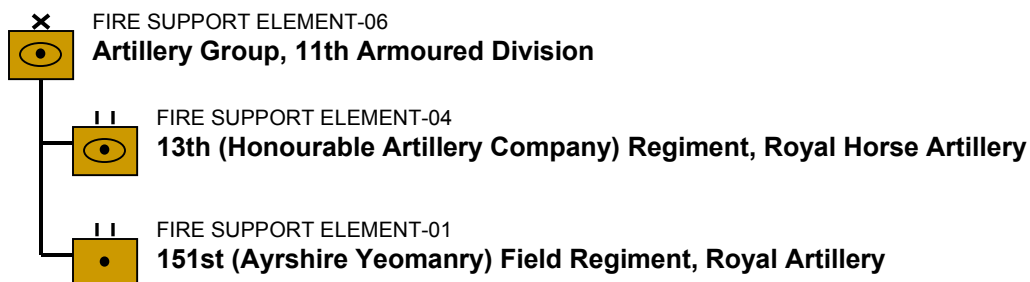 FIRE SUPPORT ELEMENT-06
Artillery Group, 11th Armoured Division
FIRE SUPPORT ELEMENT-04
13th (Honourable Artillery Company) Regiment, Royal Horse Artillery
FIRE SUPPORT ELEMENT-01
151st (Ayrshire Yeomanry) Field Regiment, Royal Artillery